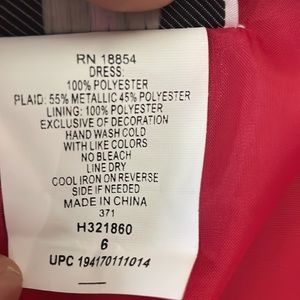 RN 18854
DRESS:
100% POLYESTER
PLAID: 55% METALLIC 45% POLYESTER
LINING: 100% POLYESTER
EXCLUSIVE OF DECORATION
HAND WASH COLD
WITH LIKE COLORS
NO BLEACH
LINE DRY
COOL IRON ON REVERSE
SIDE IF NEEDED
MADE IN CHINA
371
H321860
6
UPC 194170111014